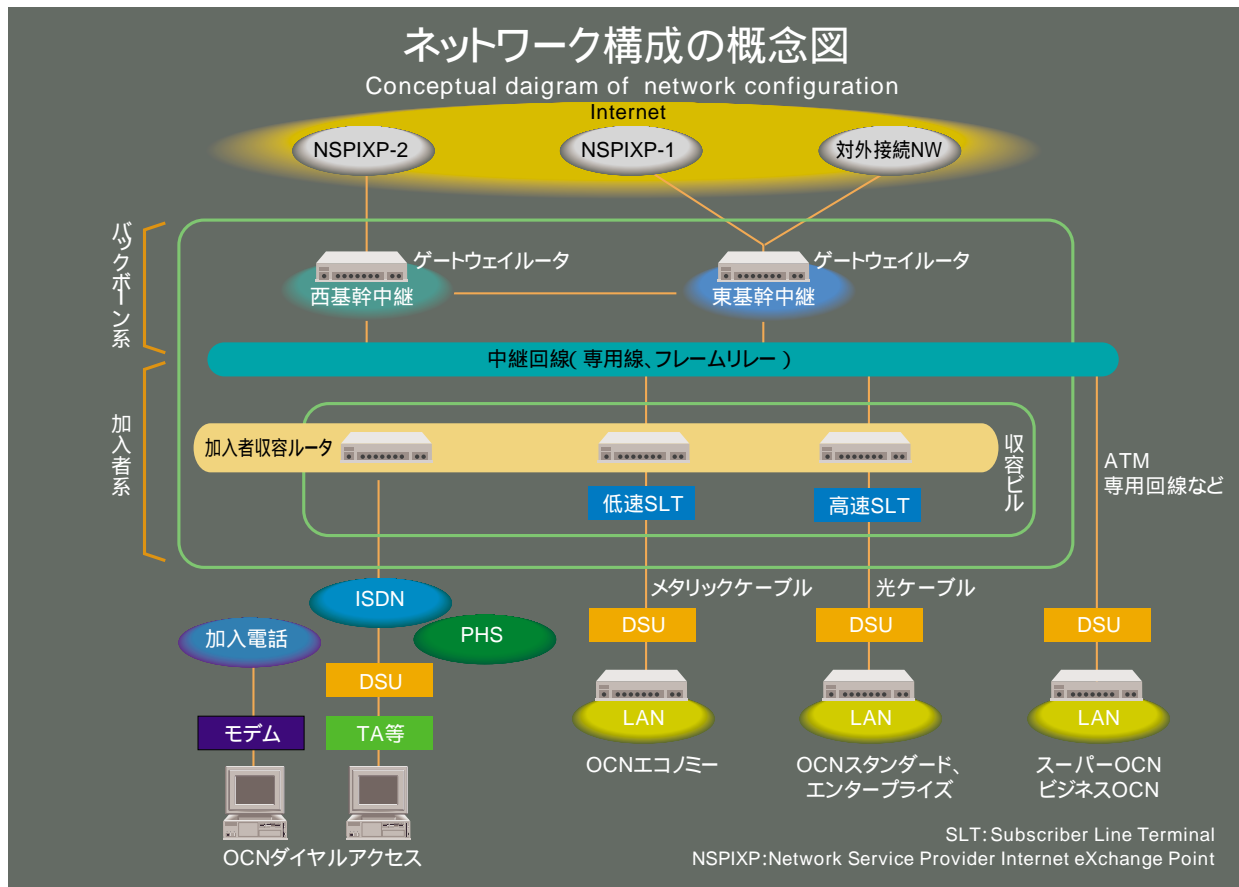 ネットワーク構成の概念図
Conceptual daigram of network configuration
Internet
NSPIXP-2
NSPIXP-1
対外接続NW
バックボーン系
ゲートウェイルータ
西基幹中継
ゲートウェイルータ
東基幹中継
中継回線(専用線、フレームリレー)
加入者系
加入者収容ルータ
収容ビル
低速SLT
高速SLT
ATM
専用回線など
メタリックケーブル
光ケーブル
ISDN
加入電話
PHS
DSU
DSU
DSU
DSU
モデム
TA等
LAN
LAN
LAN
OCNエコノミー
OCNスタンダード、
エンタープライズ
スーパーOCN
ビジネスOCN
OCNダイヤルアクセス
SLT:Subscriber Line Terminal
NSPIXP:Network Service Provider Internet eXchange Point